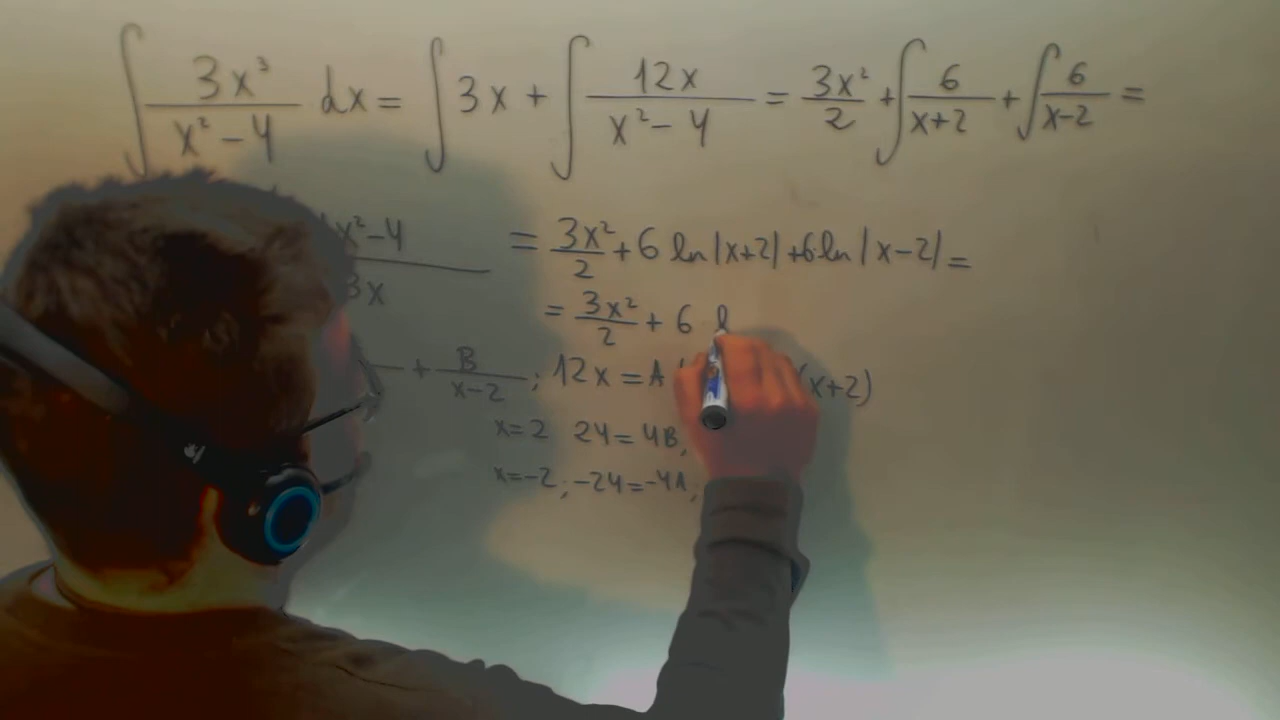 ∫ 3x³/(x²-4) dx = ∫ 3x + ∫ 12x/(x²-4) = 3x²/2 + ∫ 6/(x+2) + ∫ 6/(x-2) =
x²-4
3x
= 3x²/2 + 6 ln|x+2| + 6 ln|x-2| =
= 3x²/2 + 6 l
+ B/(x-2) ; 12x = A (x+2)
x=2 24=4B,
x=-2; -24=-4A;